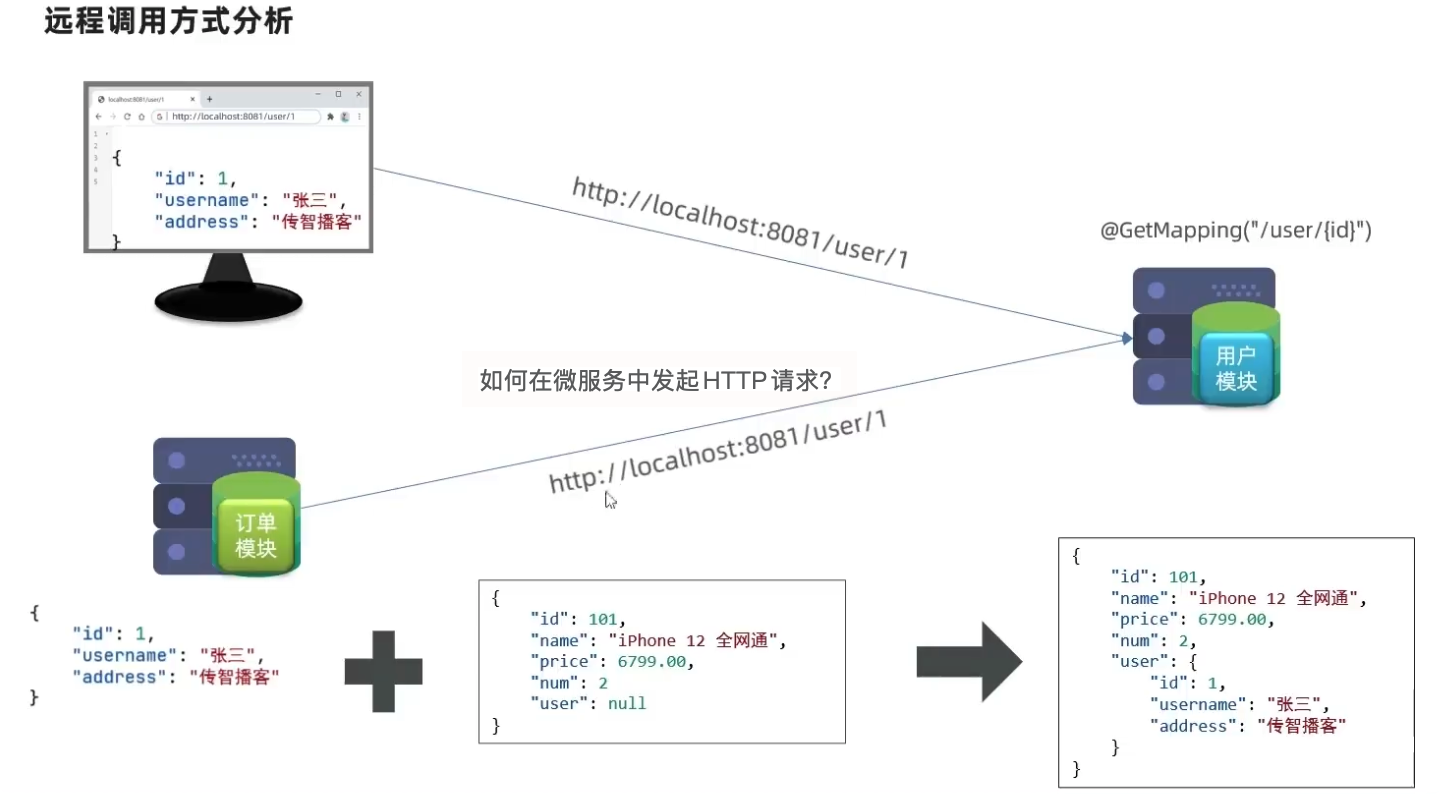 远程调用方式分析
localhost:8081/user/1
http://localhost:8081/user/1
1
2
3
4
5
{
"id": 1,
"username": "张三",
"address": "传智播客"
}
http://localhost:8081/user/1
@GetMapping("/user/{id}")
用户
模块
如何在微服务中发起HTTP请求?
http://localhost:8081/user/1
订单
模块
{
"id": 1,
"username": "张三",
"address": "传智播客"
}
{
"id": 101,
"name": "iPhone 12 全网通",
"price": 6799.00,
"num": 2
"user": null
}
{
"id": 101,
"name": "iPhone 12 全网通",
"price": 6799.00,
"num": 2,
"user": {
"id": 1,
"username": "张三",
"address": "传智播客"
}
}